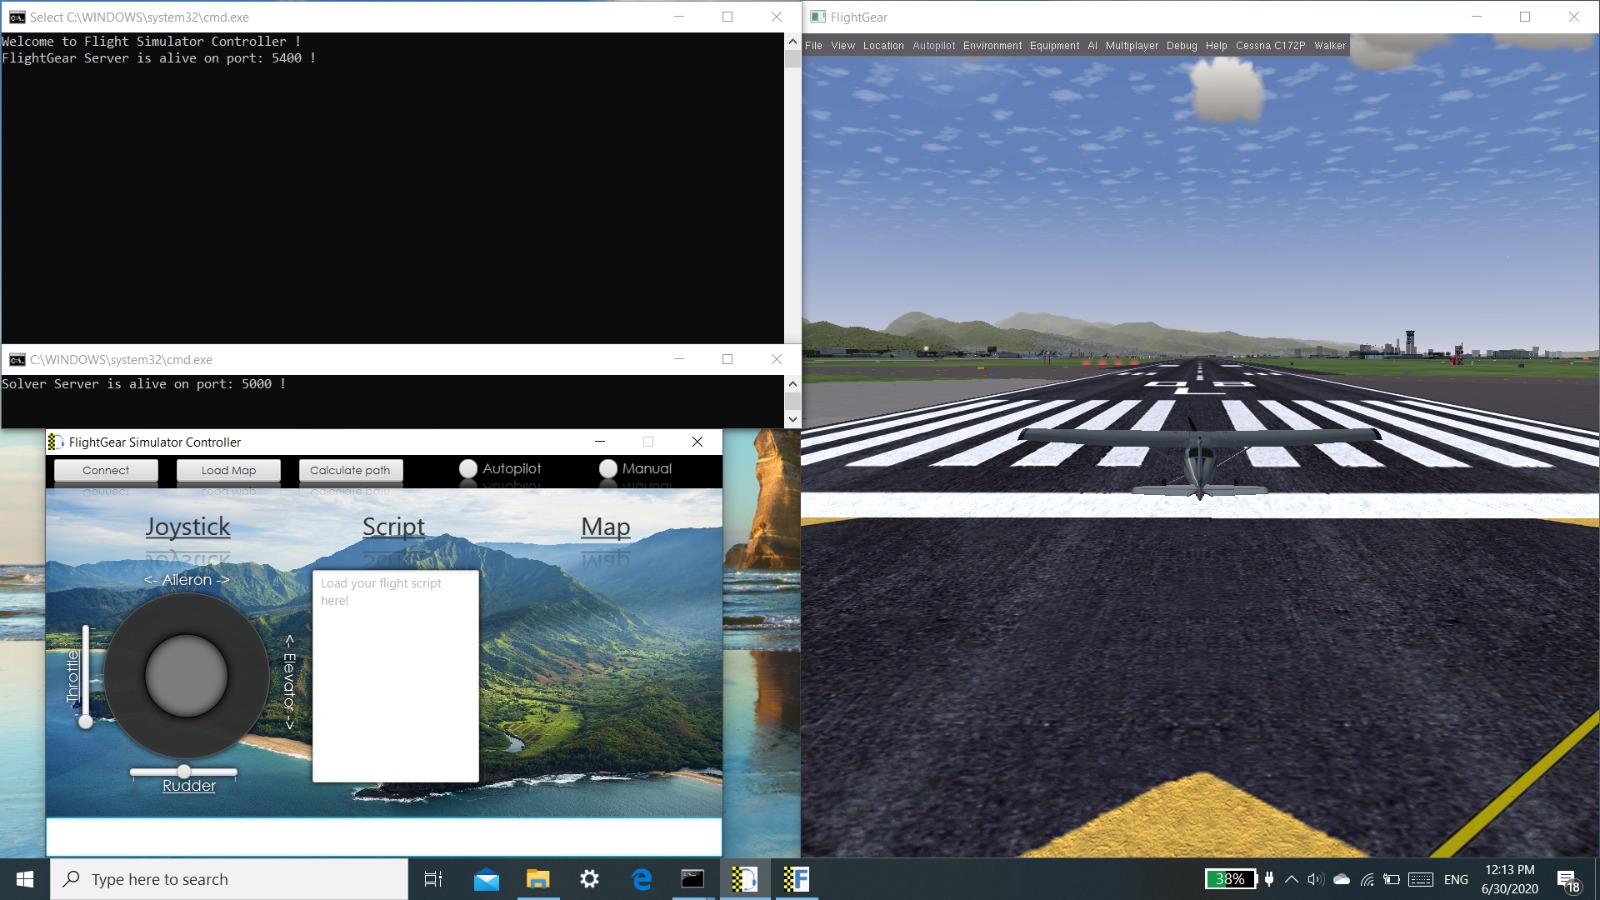 Select C:\WINDOWS\system32\cmd.exe
Welcome to Flight Simulator Controller !
FlightGear Server is alive on port: 5400 !
C:\WINDOWS\system32\cmd.exe
Solver Server is alive on port: 5000 !
FlightGear Simulator Controller
Connect Load Map Calculate path Autopilot Manual
Joystick Script Map
<- Aileron ->
Load your flight script
here!
Throttle
<- Elevator ->
Rudder
FlightGear
File View Location Autopilot Environment Equipment AI Multiplayer Debug Help Cessna C172P Walker
Type here to search
38%
ENG
12:13 PM
6/30/2020
18